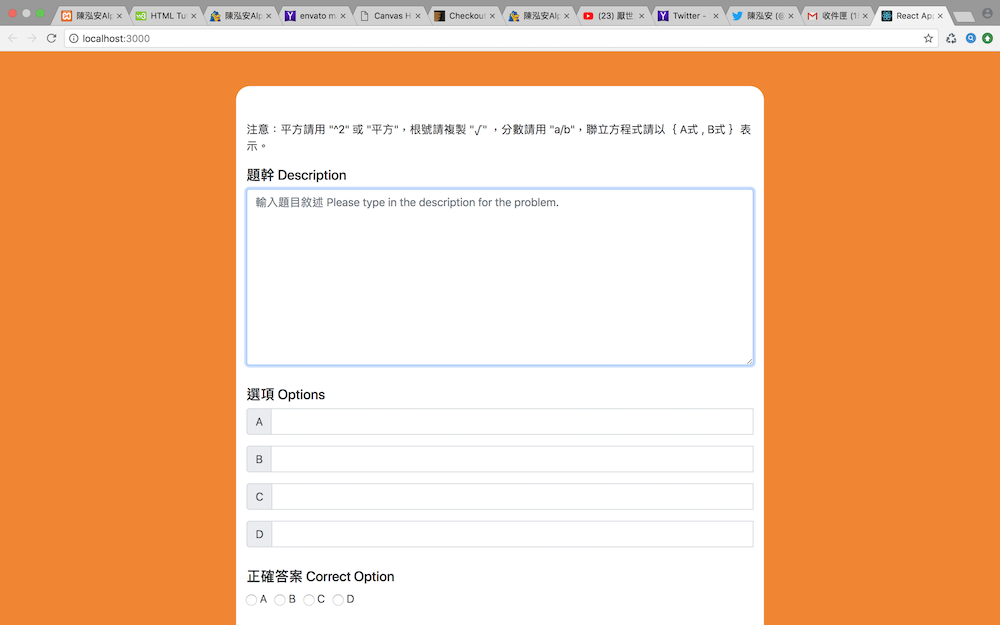 陳泓安Alp
HTML Tu
陳泓安Alp
envato m
Canvas H
Checkout
陳泓安Alp
(23) 厭世
Twitter -
陳泓安 (@
收件匣 (1
React Ap
localhost:3000
注意：平方請用 "^2" 或 "平方"，根號請複製 "√" ，分數請用 "a/b"，聯立方程式請以｛ A式 , B式 ｝表
示。
題幹 Description
輸入題目敘述 Please type in the description for the problem.
選項 Options
A
B
C
D
正確答案 Correct Option
A B C D